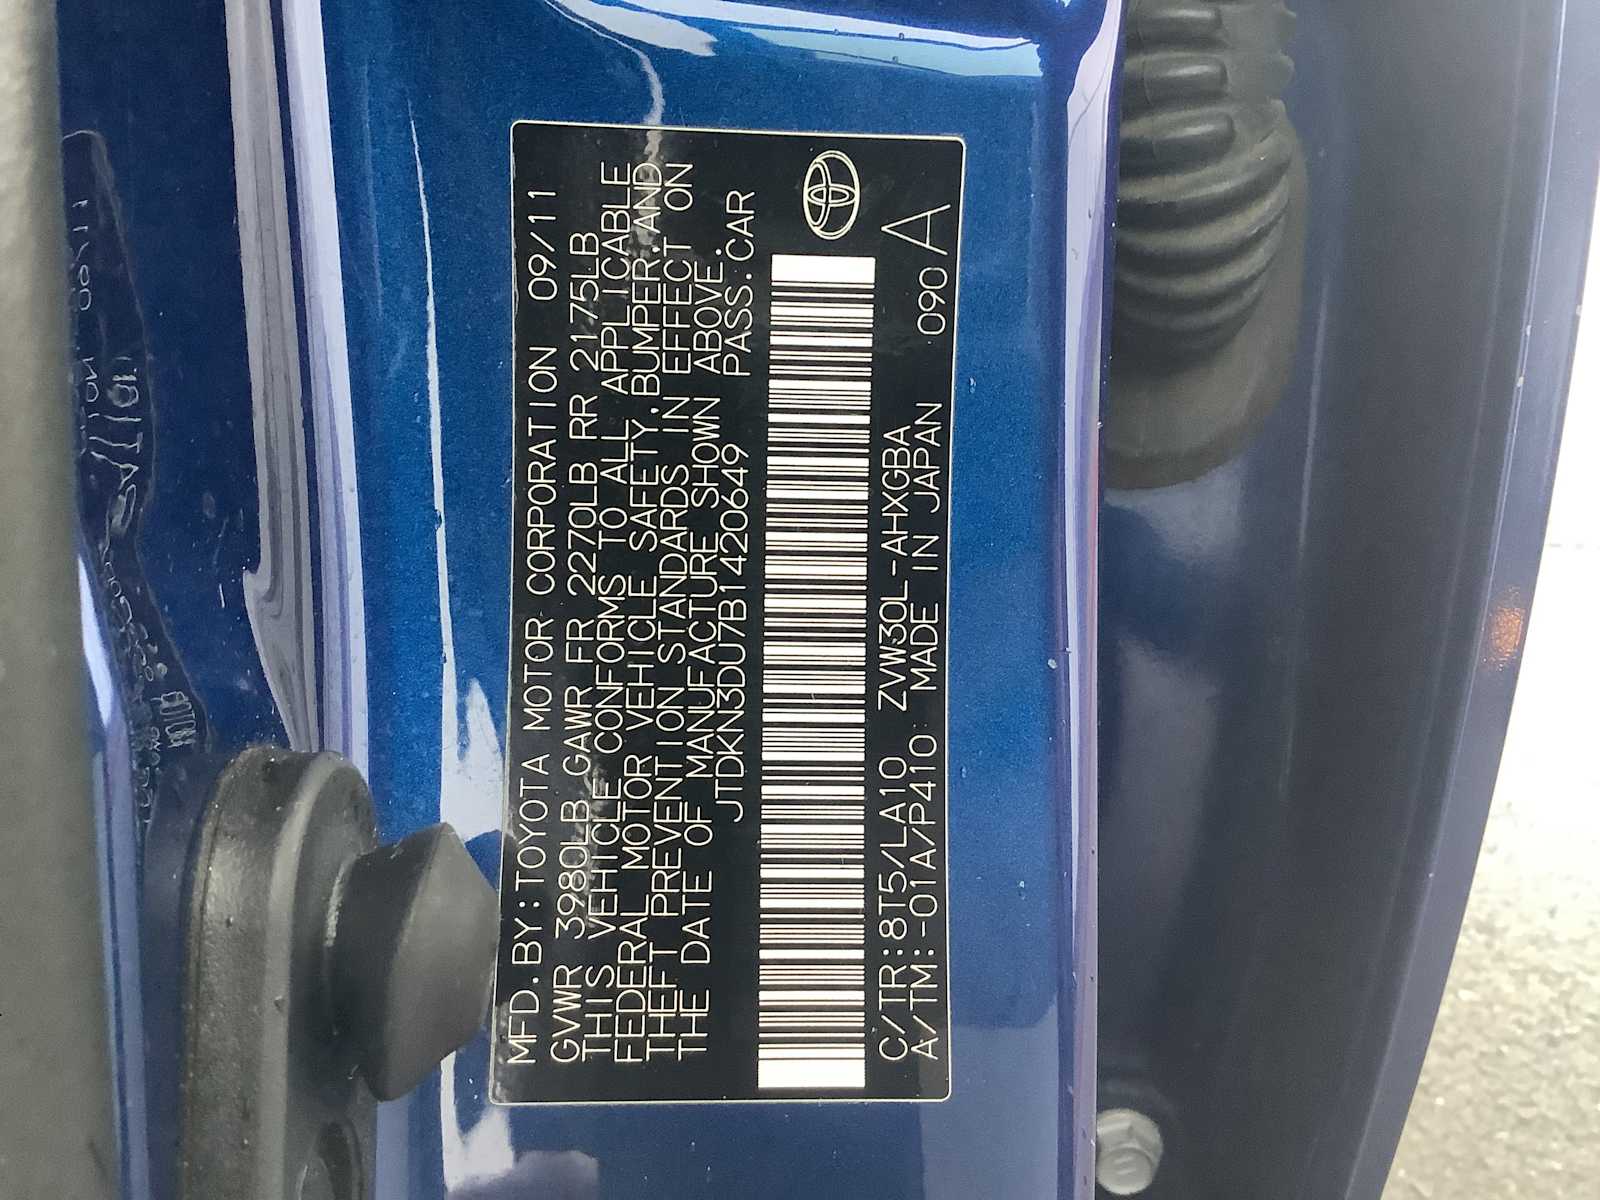 MFD.BY:TOYOTA MOTOR CORPORATION 09/11
GVWR 3980LB GAWR FR 2270LB RR 2175LB
THIS VEHICLE CONFORMS TO ALL APPLICABLE
FEDERAL MOTOR VEHICLE SAFETY,BUMPER,AND
THEFT PREVENTION STANDARDS IN EFFECT ON
THE DATE OF MANUFACTURE SHOWN ABOVE.
JTDKN3DU7B1420649 PASS.CAR
C/TR:8T5/LA10 ZVW30L-AHXGBA
A/TM:-01A/P410 MADE IN JAPAN 090 A